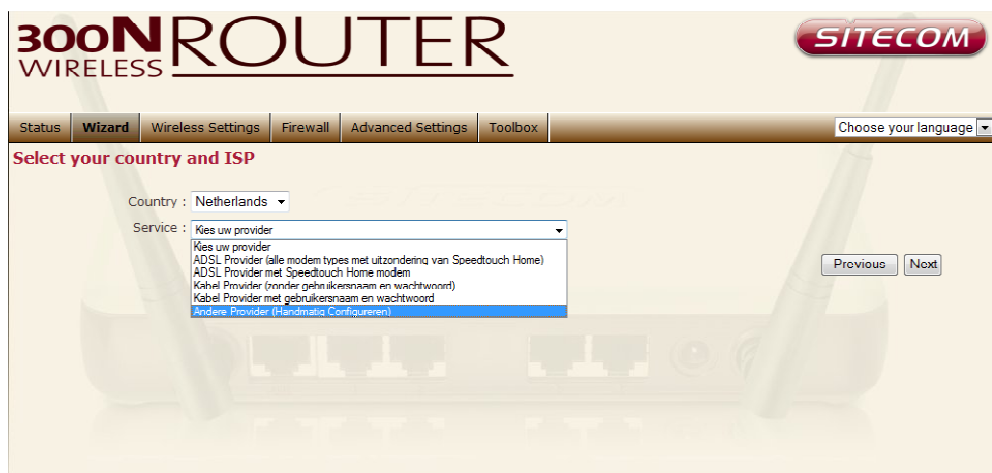 300N ROUTER
WIRELESS
SITECOM
Status Wizard Wireless Settings Firewall Advanced Settings Toolbox Choose your language
Select your country and ISP
Country : Netherlands
Service : Kies uw provider
Kies uw provider
ADSL Provider (alle modem types met uitzondering van Speedtouch Home)
ADSL Provider met Speedtouch Home modem
Kabel Provider (zonder gebruikersnaam en wachtwoord)
Kabel Provider met gebruikersnaam en wachtwoord
Andere Provider (Handmatig Configureren)
Previous Next